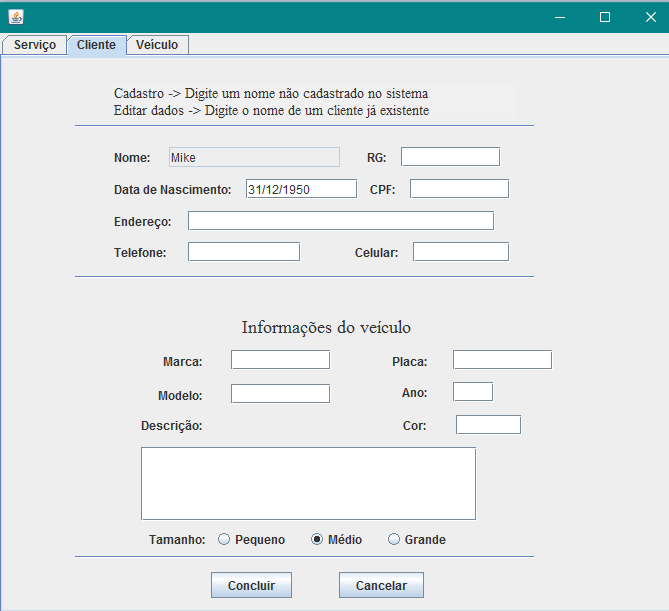 Serviço Cliente Veículo
Cadastro -> Digite um nome não cadastrado no sistema
Editar dados -> Digite o nome de um cliente já existente
Nome: Mike RG:
Data de Nascimento: 31/12/1950 CPF:
Endereço:
Telefone: Celular:
Informações do veículo
Marca: Placa:
Modelo: Ano:
Descrição: Cor:
Tamanho: Pequeno Médio Grande
Concluir Cancelar